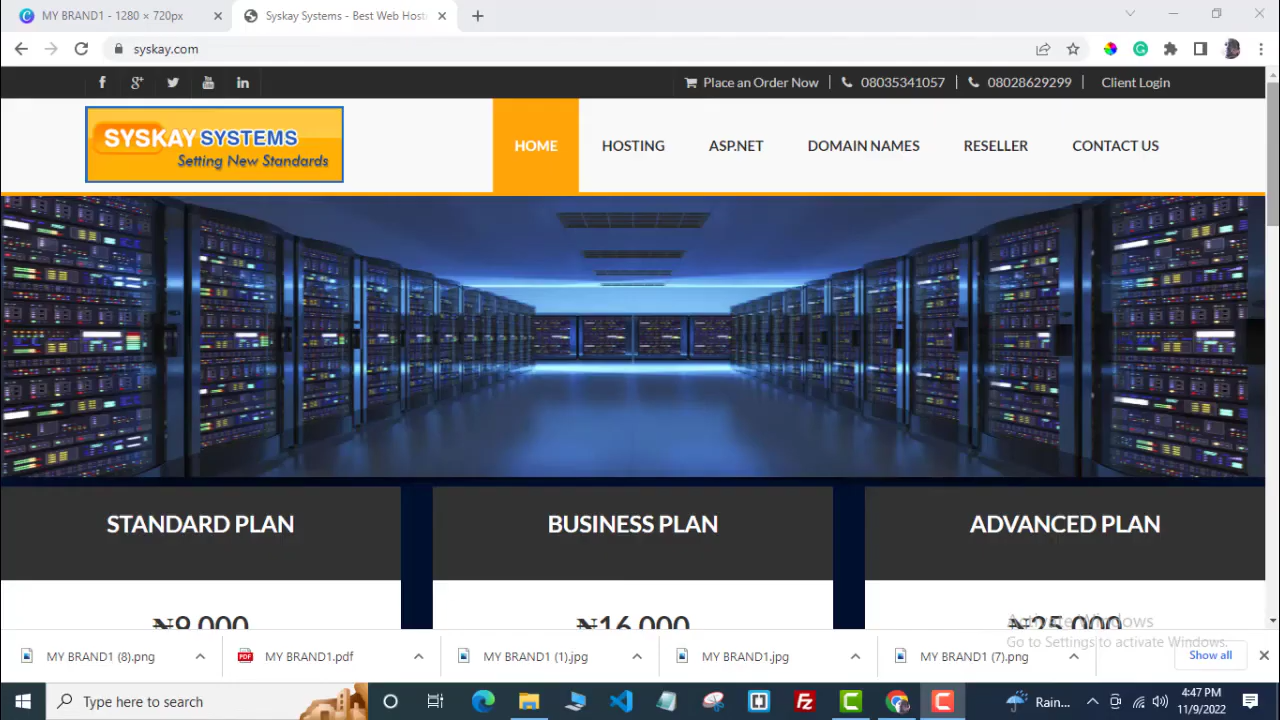 MY BRAND1 - 1280 × 720px
Syskay Systems - Best Web Host
syskay.com
Place an Order Now
08035341057
08028629299
Client Login
SYSKAY SYSTEMS
Setting New Standards
HOME
HOSTING
ASP.NET
DOMAIN NAMES
RESELLER
CONTACT US
STANDARD PLAN
BUSINESS PLAN
ADVANCED PLAN
₦9,000
₦16,000
₦25,000
Activate Windows
Go to Settings to activate Windows.
MY BRAND1 (8).png
MY BRAND1.pdf
MY BRAND1 (1).jpg
MY BRAND1.jpg
MY BRAND1 (7).png
Show all
Type here to search
Rain...
4:47 PM
11/9/2022